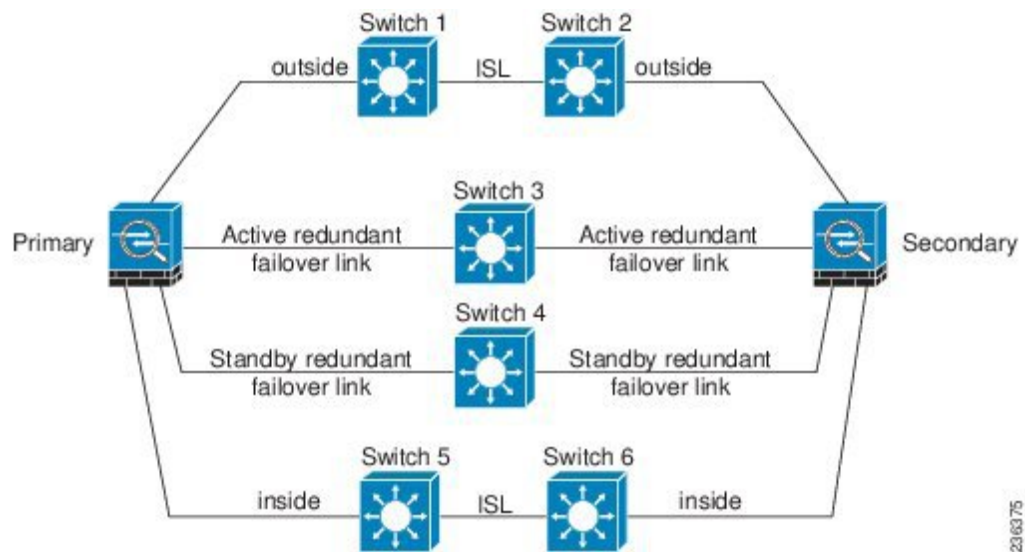 Switch 1
Switch 2
outside
ISL
outside
Switch 3
Primary
Active redundant
failover link
Active redundant
failover link
Secondary
Switch 4
Standby redundant
failover link
Standby redundant
failover link
Switch 5
Switch 6
inside
ISL
inside
236375